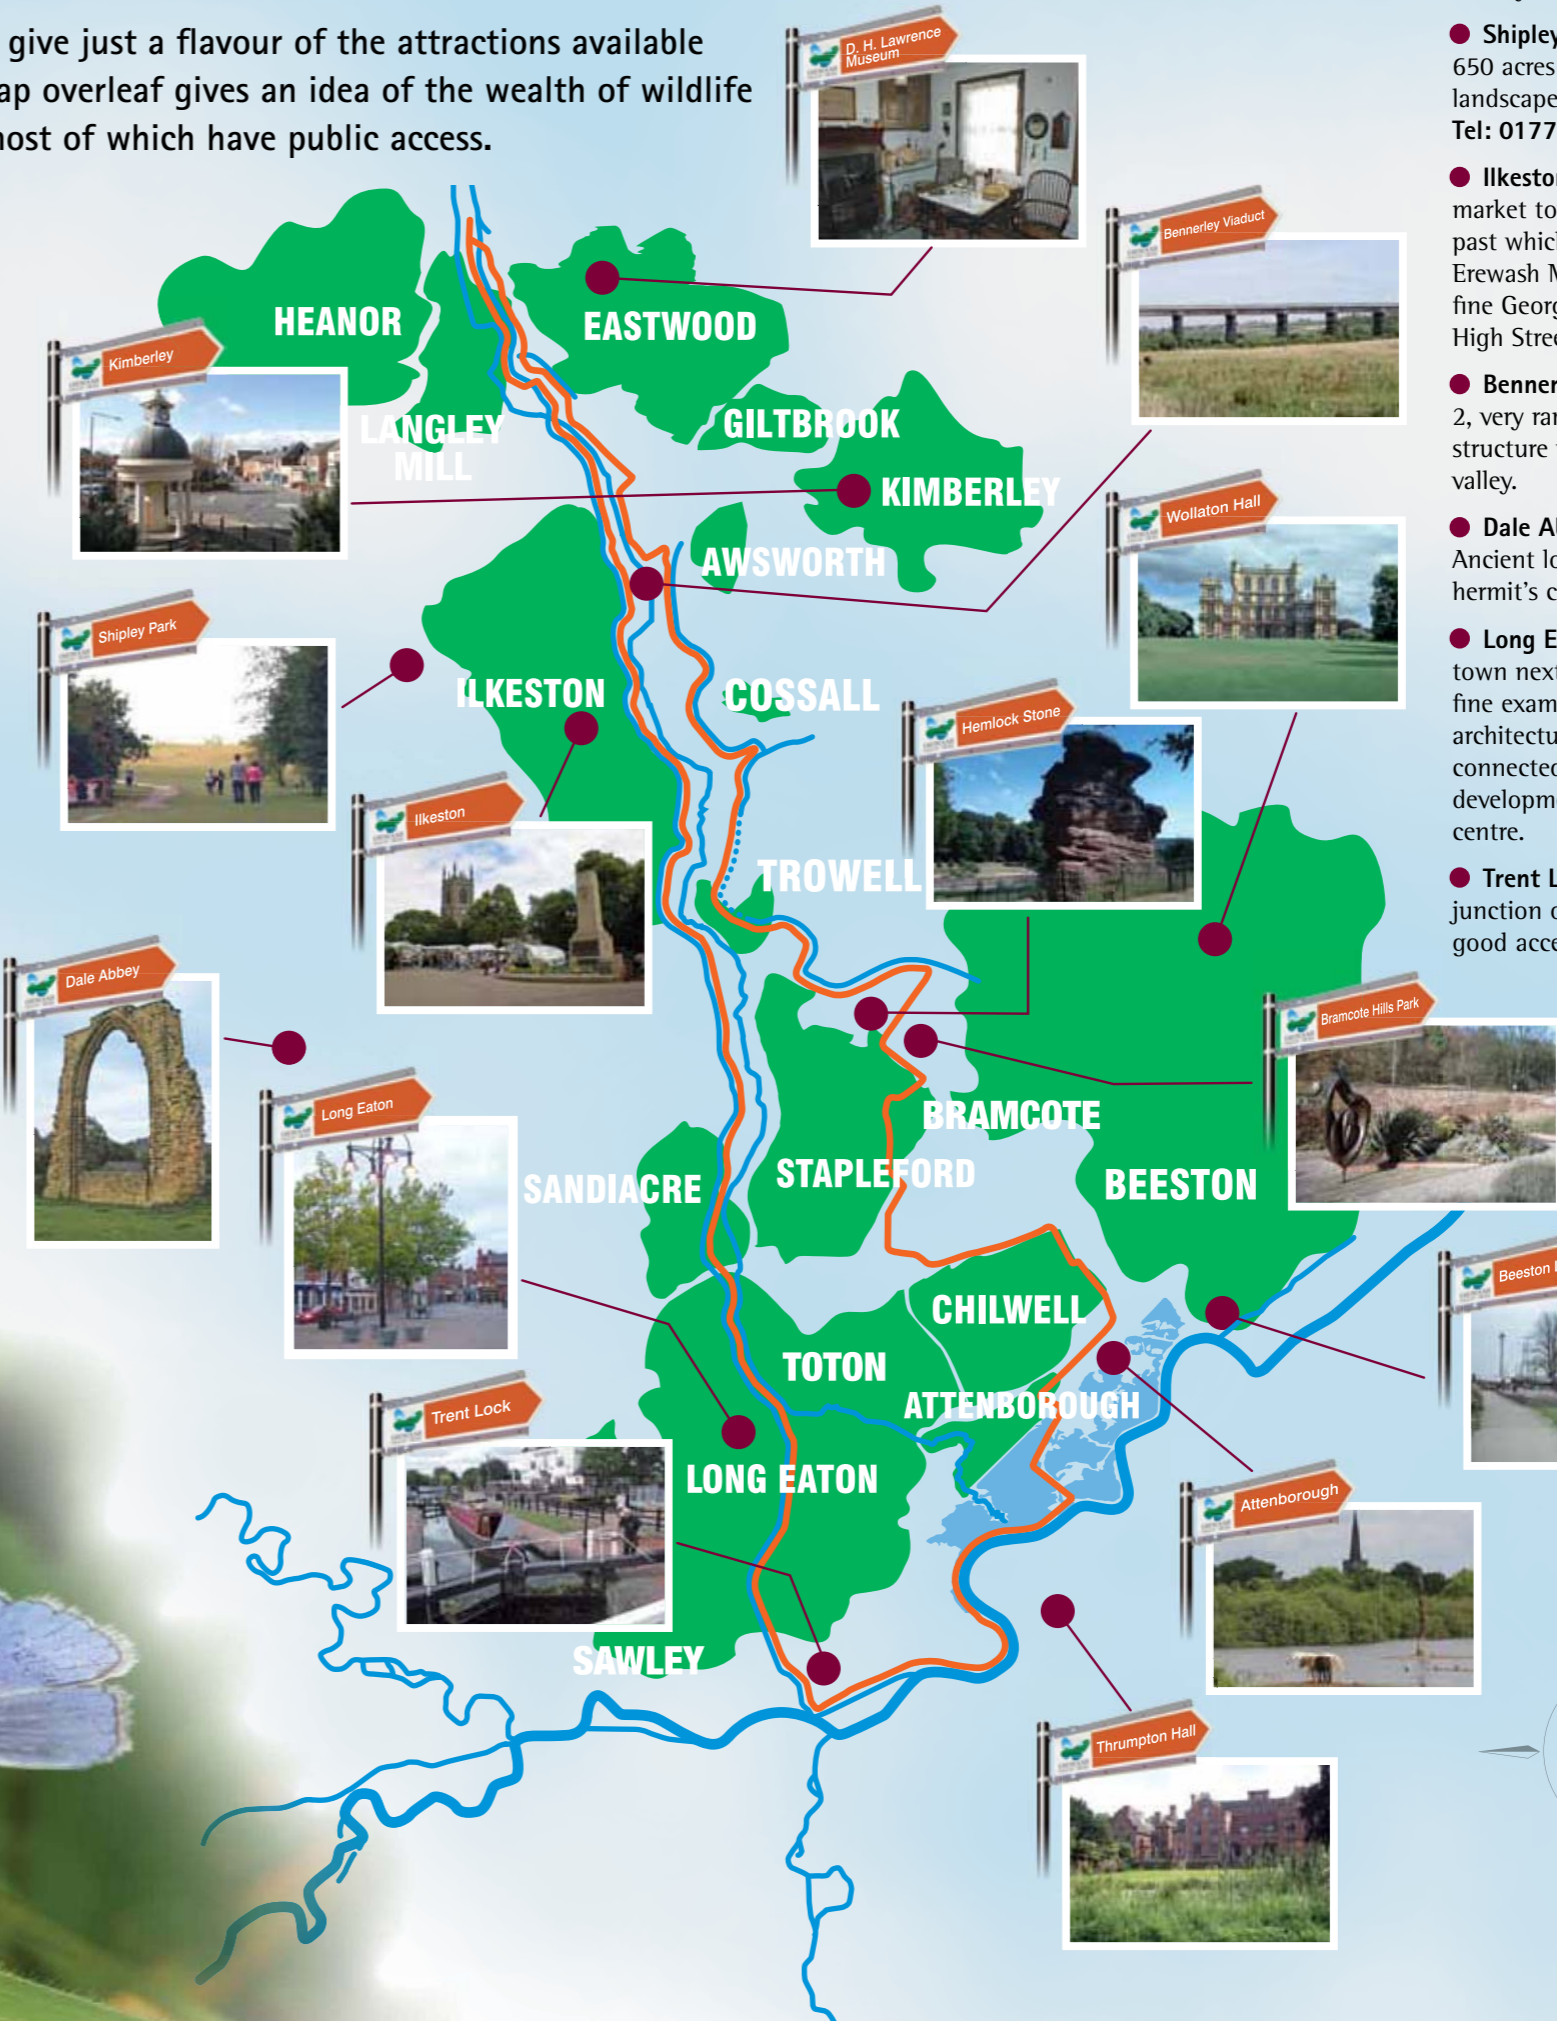 give just a flavour of the attractions available
ap overleaf gives an idea of the wealth of wildlife
most of which have public access.
D. H. Lawrence
Museum
Bennerley Viaduct
HEANOR
EASTWOOD
Kimberley
LANGLEY
MILL
GILTBROOK
KIMBERLEY
Wollaton Hall
AWSWORTH
Shipley Park
ILKESTON
COSSALL
Hemlock Stone
Ilkeston
TROWELL
Dale Abbey
Bramcote Hills Park
Long Eaton
BRAMCOTE
SANDIACRE
STAPLEFORD
BEESTON
Beeston
CHILWELL
TOTON
ATTENBOROUGH
Trent Lock
LONG EATON
Attenborough
SAWLEY
Thrumpton Hall
Shipley
650 acres
landscape
Tel: 0177
Ilkeston
market to
past which
Erewash M
fine Georg
High Stree
Benner
2, very rar
structure
valley.
Dale Al
Ancient lo
hermit's c
Long E
town next
fine exam
architectu
connected
developme
centre.
Trent L
junction o
good acce